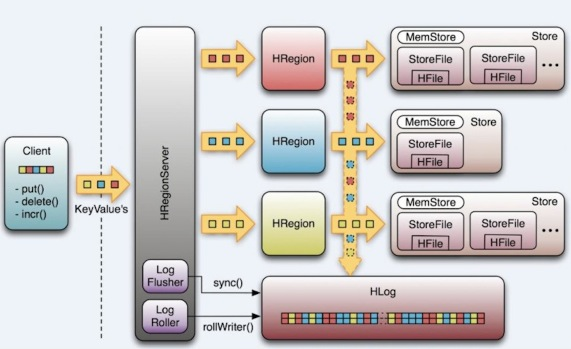 Client
- put()
- delete()
- incr()
KeyValue's
HRegionServer
Log
Flusher
Log
Roller
HRegion
MemStore
Store
StoreFile
HFile
StoreFile
HFile
...
HRegion
MemStore
Store
StoreFile
HFile
HRegion
MemStore
Store
StoreFile
HFile
StoreFile
HFile
...
sync()
rollWriter()
HLog